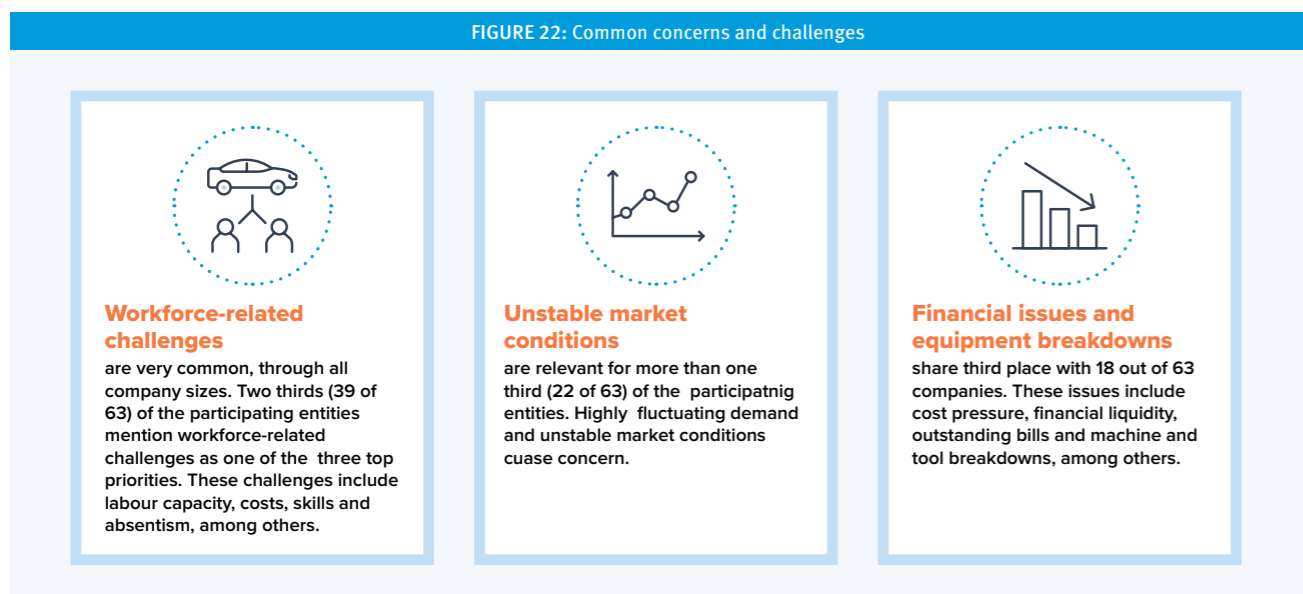 FIGURE 22: Common concerns and challenges
Workforce-related
challenges
are very common, through all
company sizes. Two thirds (39 of
63) of the participating entities
mention workforce-related
challenges as one of the three top
priorities. These challenges include
labour capacity, costs, skills and
absentism, among others.
Unstable market
conditions
are relevant for more than one
third (22 of 63) of the participatnig
entities. Highly fluctuating demand
and unstable market conditions
cuase concern.
Financial issues and
equipment breakdowns
share third place with 18 out of 63
companies. These issues include
cost pressure, financial liquidity,
outstanding bills and machine and
tool breakdowns, among others.